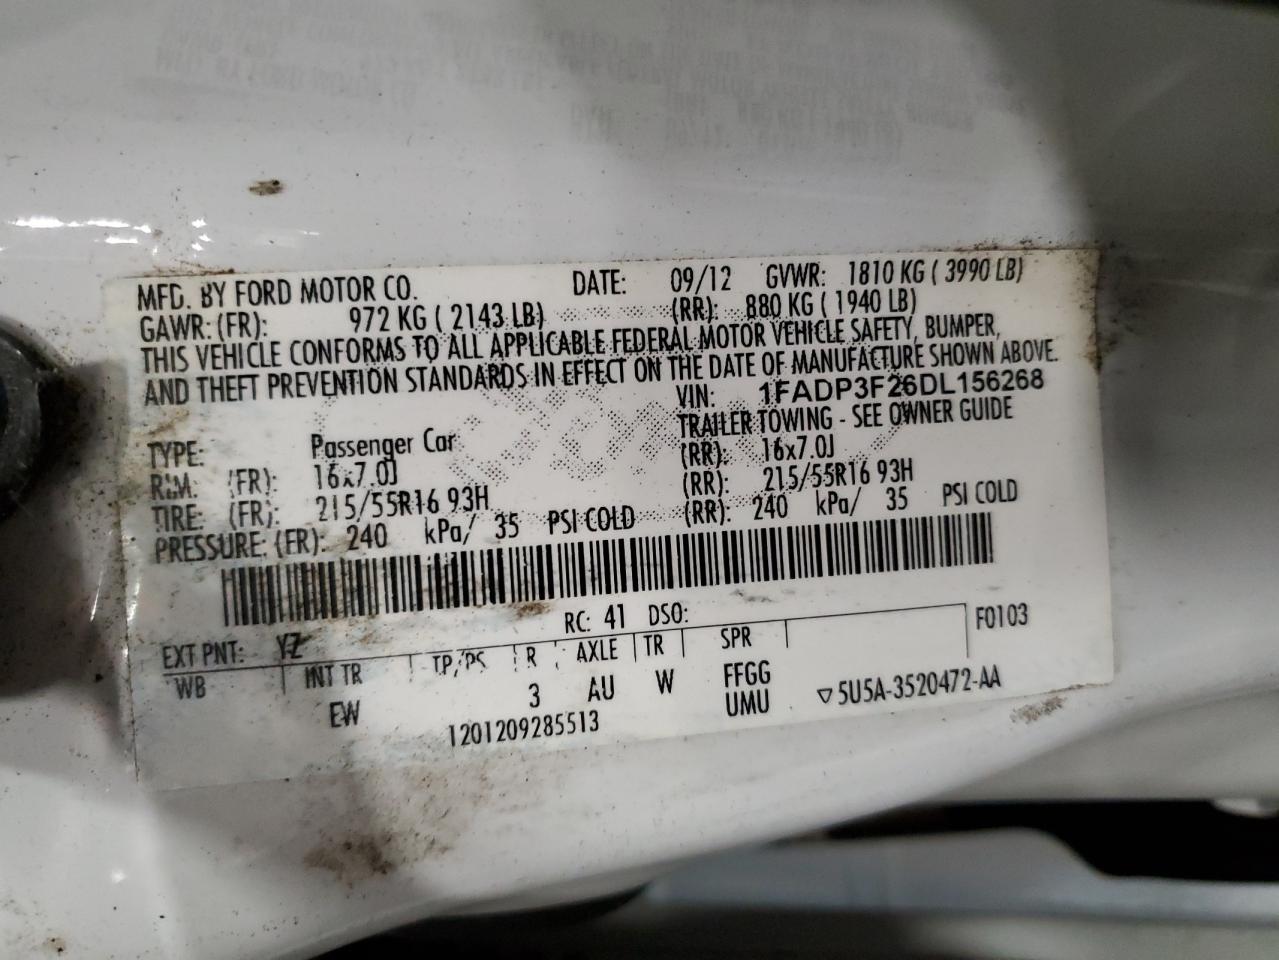 MFD. BY FORD MOTOR CO. DATE: 09/12 GVWR: 1810 KG ( 3990 LB)
GAWR: (FR): 972 KG ( 2143 LB) (RR): 880 KG ( 1940 LB)
THIS VEHICLE CONFORMS TO ALL APPLICABLE FEDERAL MOTOR VEHICLE SAFETY, BUMPER,
AND THEFT PREVENTION STANDARDS IN EFFECT ON THE DATE OF MANUFACTURE SHOWN ABOVE.
VIN: 1FADP3F26DL156268
TYPE: Passenger Car TRAILER TOWING - SEE OWNER GUIDE
RIM: (FR): 16x7.0J (RR): 16x7.0J
TIRE: (FR): 215/55R16 93H (RR): 215/55R16 93H
PRESSURE: (FR): 240 kPa/ 35 PSI COLD (RR): 240 kPa/ 35 PSI COLD
EXT PNT: YZ RC: 41 DSO: F0103
WB INT TR TP/PS R AXLE TR SPR
EW 3 AU W FFGG
UMU ▽5U5A-3520472-AA
1201209285513